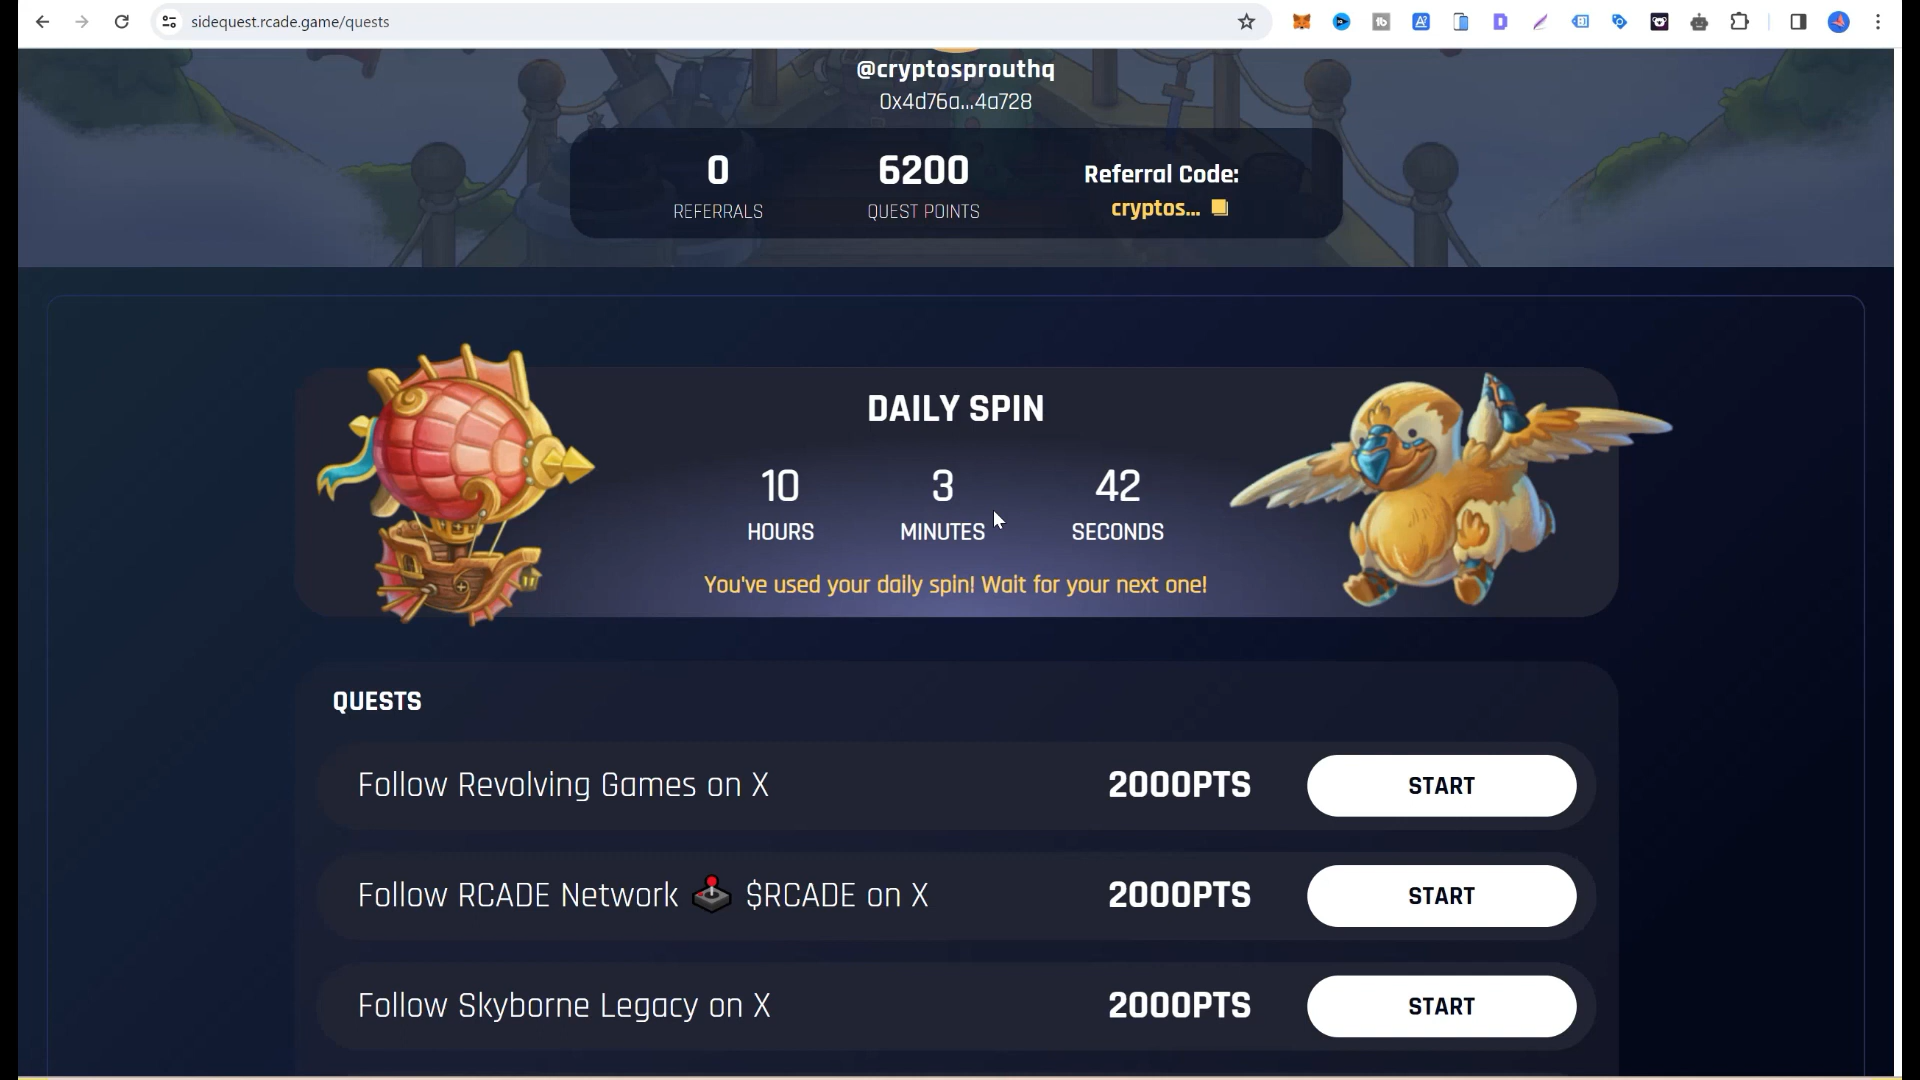 sidequest.rcade.game/quests
@cryptosprouthq
0x4d76a...4a728
0
REFERRALS
6200
QUEST POINTS
Referral Code:
cryptos...
DAILY SPIN
10
HOURS
3
MINUTES
42
SECONDS
You've used your daily spin! Wait for your next one!
QUESTS
Follow Revolving Games on X 2000PTS START
Follow RCADE Network 🕹️ $RCADE on X 2000PTS START
Follow Skyborne Legacy on X 2000PTS START